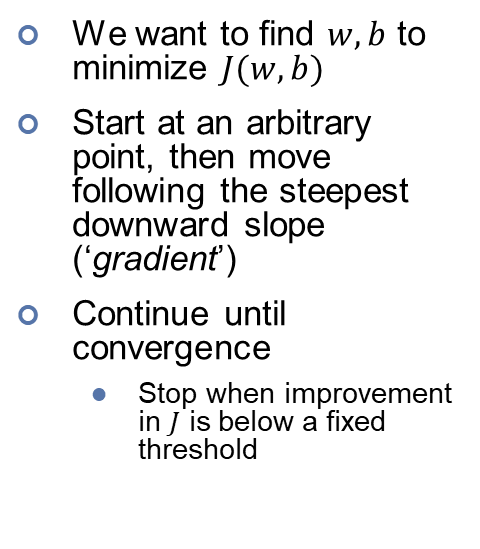 We want to find w, b to
minimize J(w, b)
Start at an arbitrary
point, then move
following the steepest
downward slope
(‘gradient’)
Continue until
convergence
Stop when improvement
in J is below a fixed
threshold